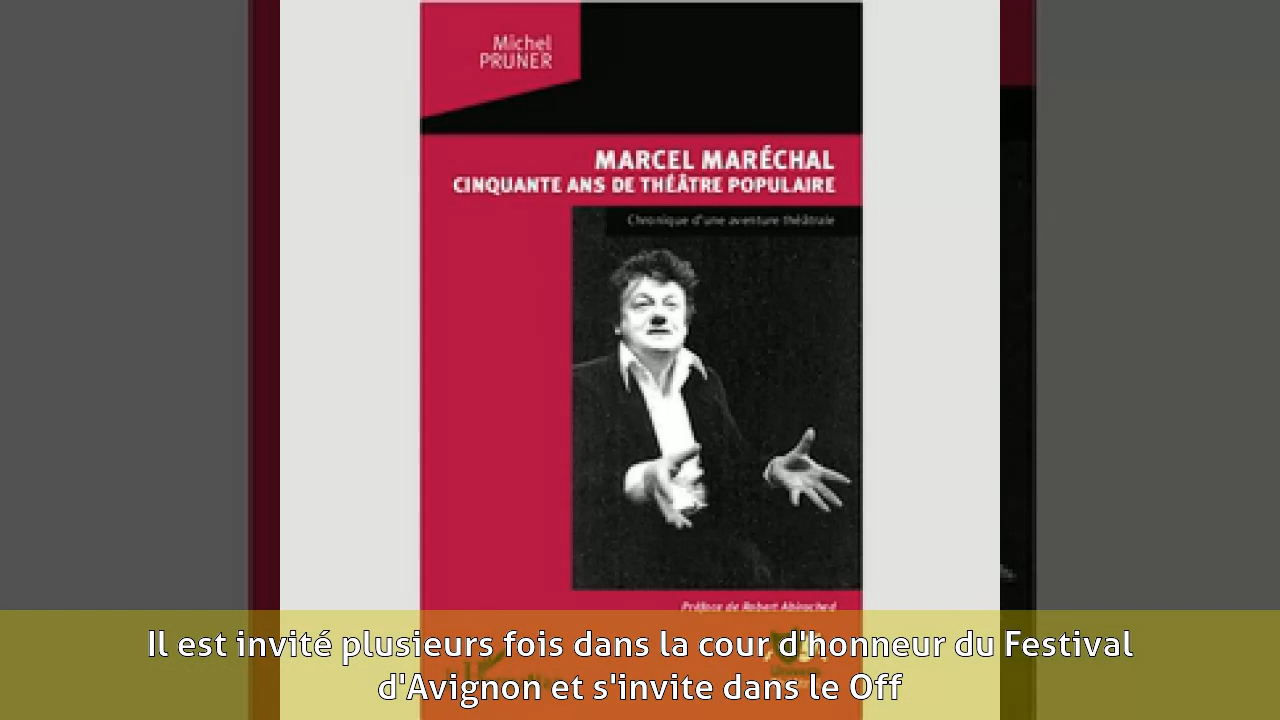 Michel
PRUNER
MARCEL MARÉCHAL
CINQUANTE ANS DE THÉÂTRE POPULAIRE
Chronique d'une aventure théâtrale
Préface de Robert Abirached
Il est invité plusieurs fois dans la cour d'honneur du Festival
d'Avignon et s'invite dans le Off